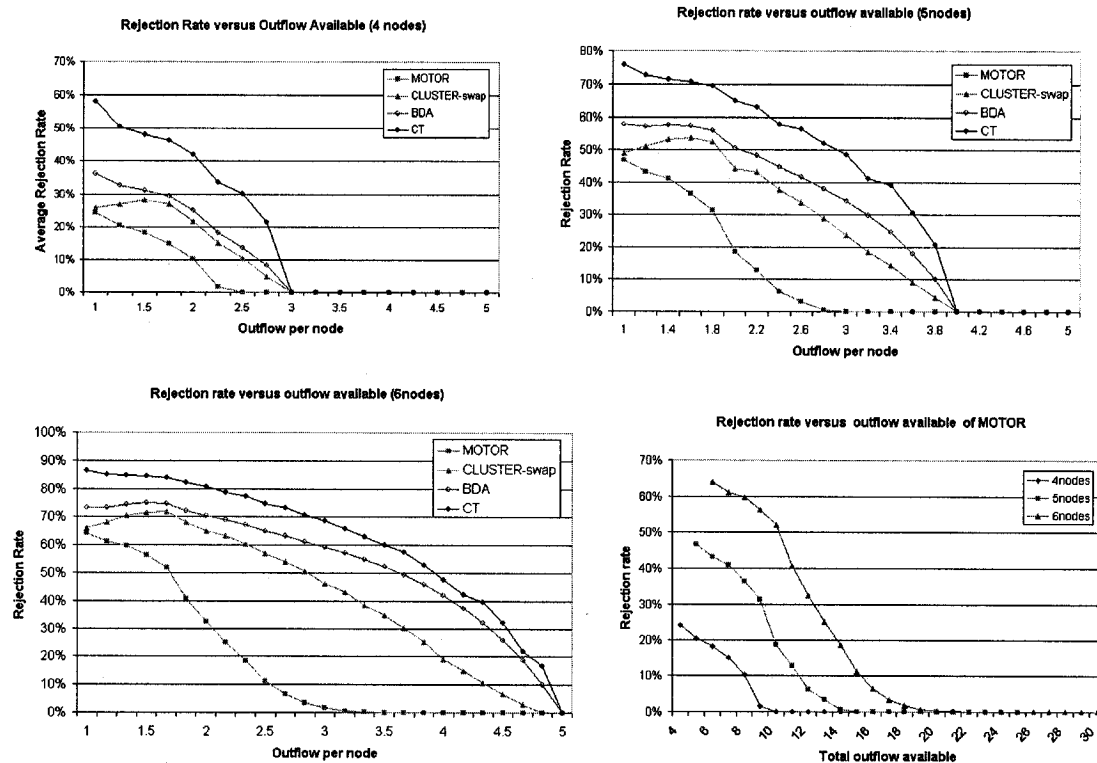 Rejection Rate versus Outflow Available (4 nodes)
Average Rejection Rate
70%
60%
50%
40%
30%
20%
10%
0%
MOTOR
CLUSTER-swap
BDA
CT
1 1.5 2 2.5 3 3.5 4 4.5 5
Outflow per node
Rejection rate versus outflow available (5nodes)
Rejection Rate
80%
70%
60%
50%
40%
30%
20%
10%
0%
MOTOR
CLUSTER-swap
BDA
CT
1 1.4 1.8 2.2 2.6 3 3.4 3.8 4.2 4.6 5
Outflow per node
Rejection rate versus outflow available (6nodes)
Rejection Rate
100%
90%
80%
70%
60%
50%
40%
30%
20%
10%
0%
MOTOR
CLUSTER-swap
BDA
CT
1 1.5 2 2.5 3 3.5 4 4.5 5
Outflow per node
Rejection rate versus outflow available of MOTOR
Rejection rate
70%
60%
50%
40%
30%
20%
10%
0%
4nodes
5nodes
6nodes
4 6 8 10 12 14 16 18 20 22 24 26 28 30
Total outflow available